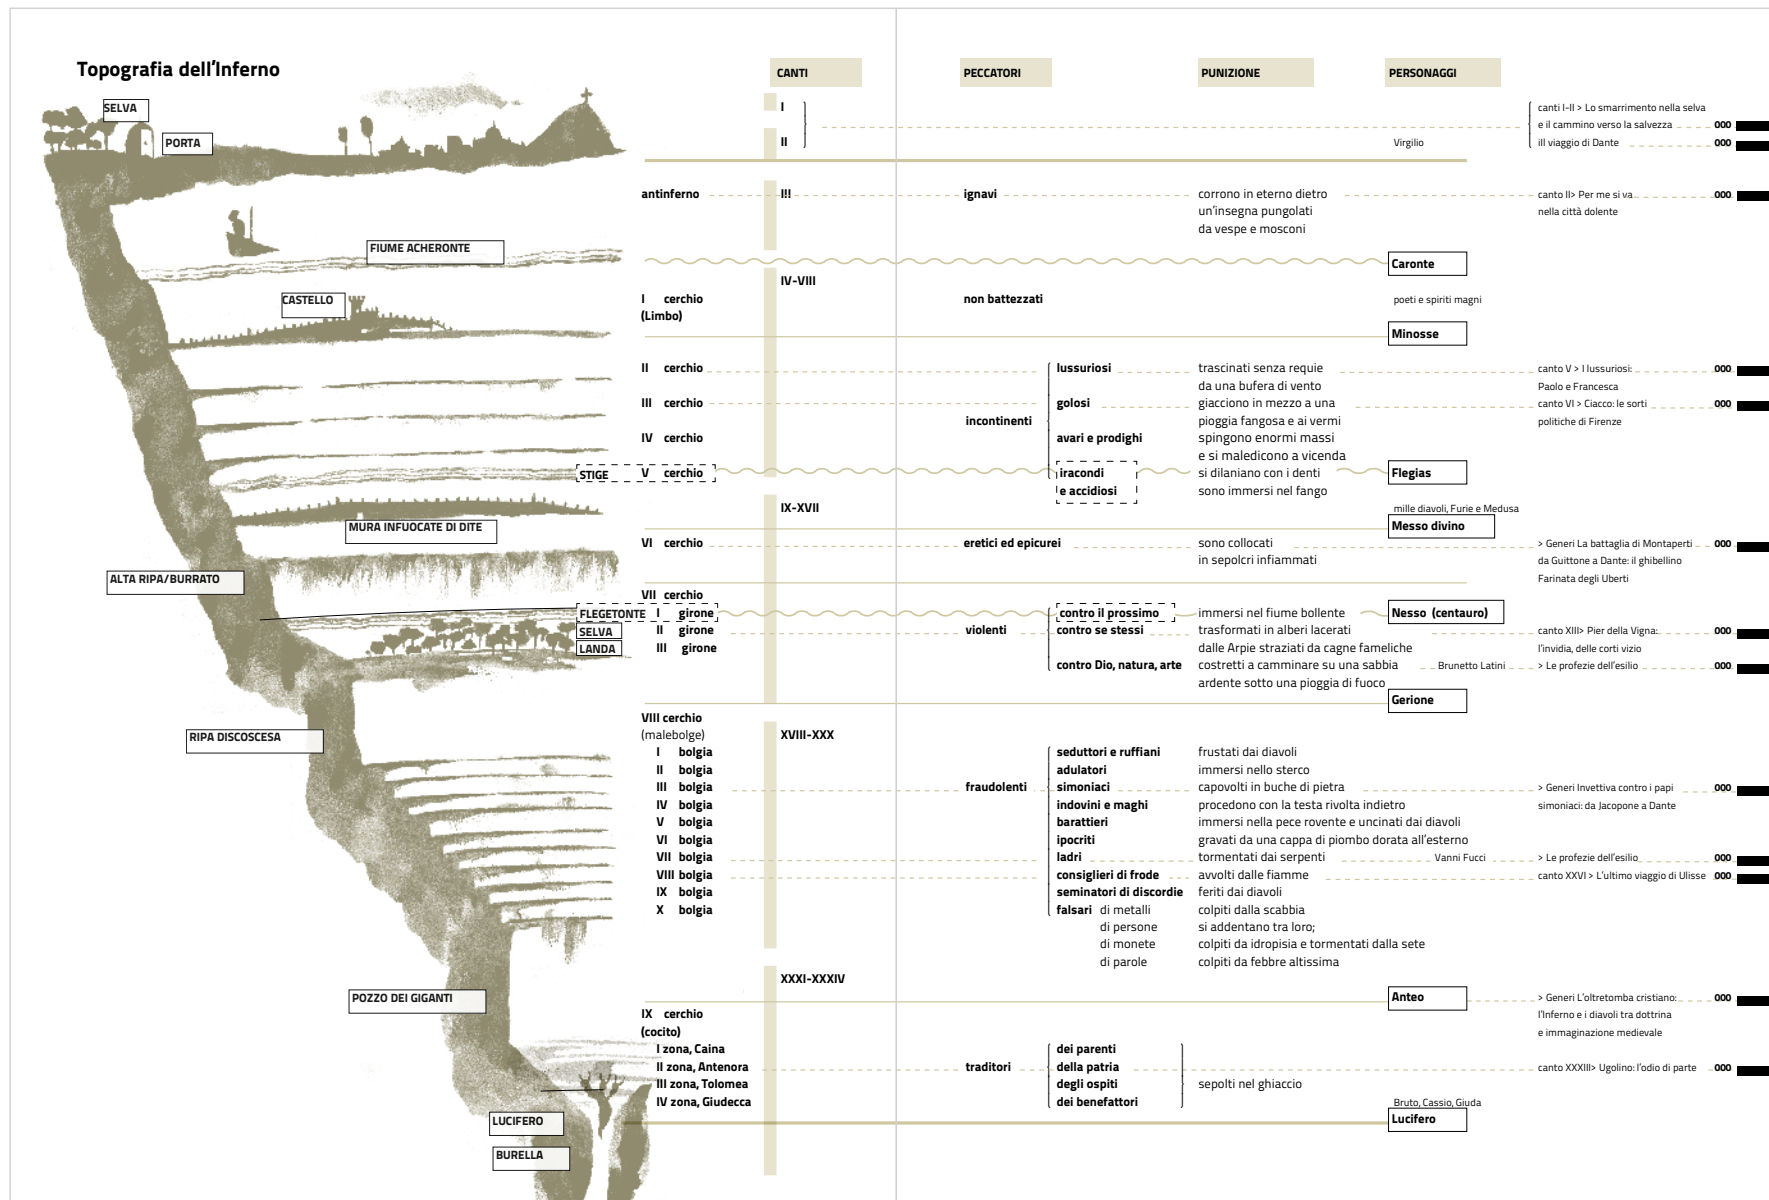 Topografia dell'Inferno
CANTI
PECCATORI
PUNIZIONE
PERSONAGGI
SELVA
PORTA
I
II
Virgilio
canti I-II > Lo smarrimento nella selva
e il cammino verso la salvezza 000
ill viaggio di Dante 000
antinferno I!! ignavi corrono in eterno dietro canto II> Per me si va 000
un'insegna pungolati nella città dolente
da vespe e mosconi
FIUME ACHERONTE
Caronte
IV-VIII
CASTELLO
I cerchio non battezzati poeti e spiriti magni
(Limbo)
Minosse
II cerchio lussuriosi trascinati senza requie canto V > I lussuriosi: 000
da una bufera di vento Paolo e Francesca
III cerchio golosi giacciono in mezzo a una canto VI > Ciacco: le sorti 000
incontinenti pioggia fangosa e ai vermi politiche di Firenze
IV cerchio avari e prodighi spingono enormi massi
e si maledicono a vicenda
STIGE V cerchio iracondi si dilaniano con i denti Flegias
e accidiosi sono immersi nel fango
IX-XVII mille diavoli, Furie e Medusa
MURA INFUOCATE DI DITE Messo divino
VI cerchio eretici ed epicurei sono collocati > Generi La battaglia di Montaperti 000
in sepolcri infiammati da Guittone a Dante: il ghibellino
ALTA RIPA/BURRATO Farinata degli Uberti
VII cerchio
FLEGETONTE I girone contro il prossimo immersi nel fiume bollente Nesso (centauro)
SELVA II girone violenti contro se stessi trasformati in alberi lacerati canto XIII> Pier della Vigna: 000
LANDA III girone dalle Arpie straziati da cagne fameliche l'invidia, delle corti vizio
contro Dio, natura, arte costretti a camminare su una sabbia Brunetto Latini > Le profezie dell'esilio 000
ardente sotto una pioggia di fuoco
Gerione
VIII cerchio
RIPA DISCOSCESA (malebolge) XVIII-XXX
I bolgia seduttori e ruffiani frustati dai diavoli
II bolgia adulatori immersi nello sterco
III bolgia fraudolenti simoniaci capovolti in buche di pietra > Generi Invettiva contro i papi 000
IV bolgia indovini e maghi procedono con la testa rivolta indietro simoniaci: da Jacopone a Dante
V bolgia barattieri immersi nella pece rovente e uncinati dai diavoli
VI bolgia ipocriti gravati da una cappa di piombo dorata all'esterno
VII bolgia ladri tormentati dai serpenti Vanni Fucci > Le profezie dell'esilio 000
VIII bolgia consiglieri di frode avvolti dalle fiamme canto XXVI > L'ultimo viaggio di Ulisse 000
IX bolgia seminatori di discordie feriti dai diavoli
X bolgia falsari di metalli colpiti dalla scabbia
di persone si addentano tra loro;
di monete colpiti da idropisia e tormentati dalla sete
di parole colpiti da febbre altissima
XXXI-XXXIV
POZZO DEI GIGANTI Anteo > Generi L'oltretomba cristiano: 000
IX cerchio l'Inferno e i diavoli tra dottrina
(cocito) e immaginazione medievale
I zona, Caina dei parenti
II zona, Antenora traditori della patria canto XXXIII> Ugolino: l'odio di parte 000
III zona, Tolomea degli ospiti sepolti nel ghiaccio
IV zona, Giudecca dei benefattori Bruto, Cassio, Giuda
LUCIFERO Lucifero
BURELLA